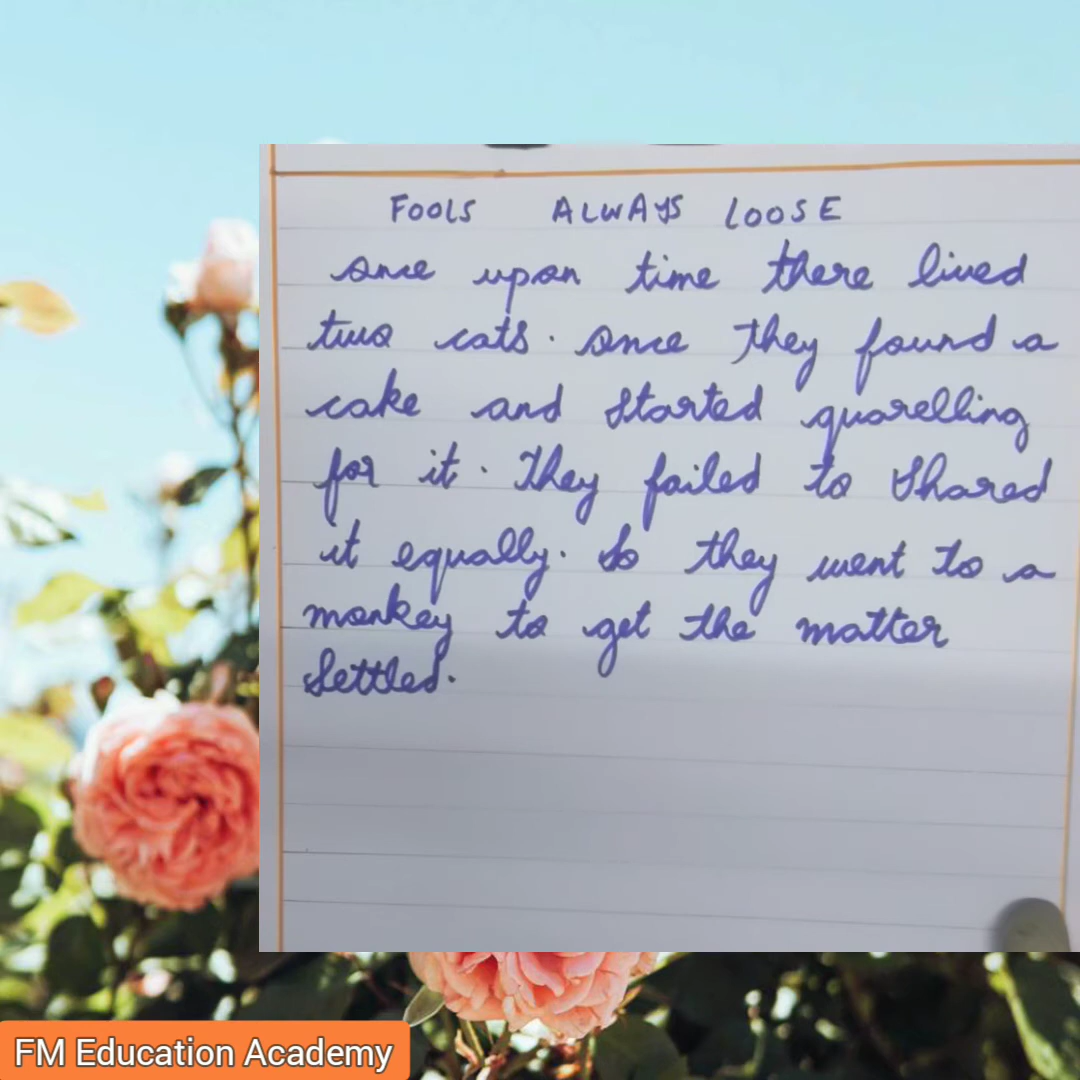 FOOLS ALWAYS LOOSE
once upon time there lived
two cats. once they found a
cake and started quarelling
for it. They failed to shared
it equally. So they went to a
monkey to get the matter
settled.
FM Education Academy